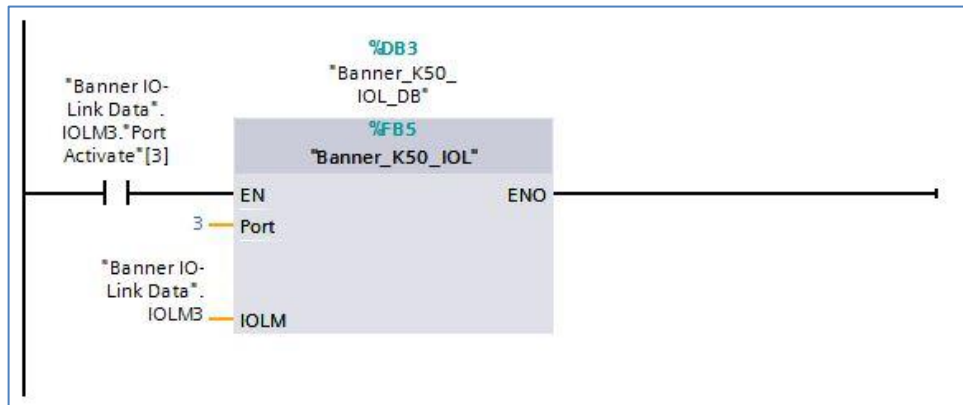 %DB3
"Banner_K50_
IOL_DB"
"Banner IO-
Link Data".
IOLM3."Port
Activate"[3]
%FB5
"Banner_K50_IOL"
EN
ENO
3
Port
"Banner IO-
Link Data".
IOLM3
IOLM